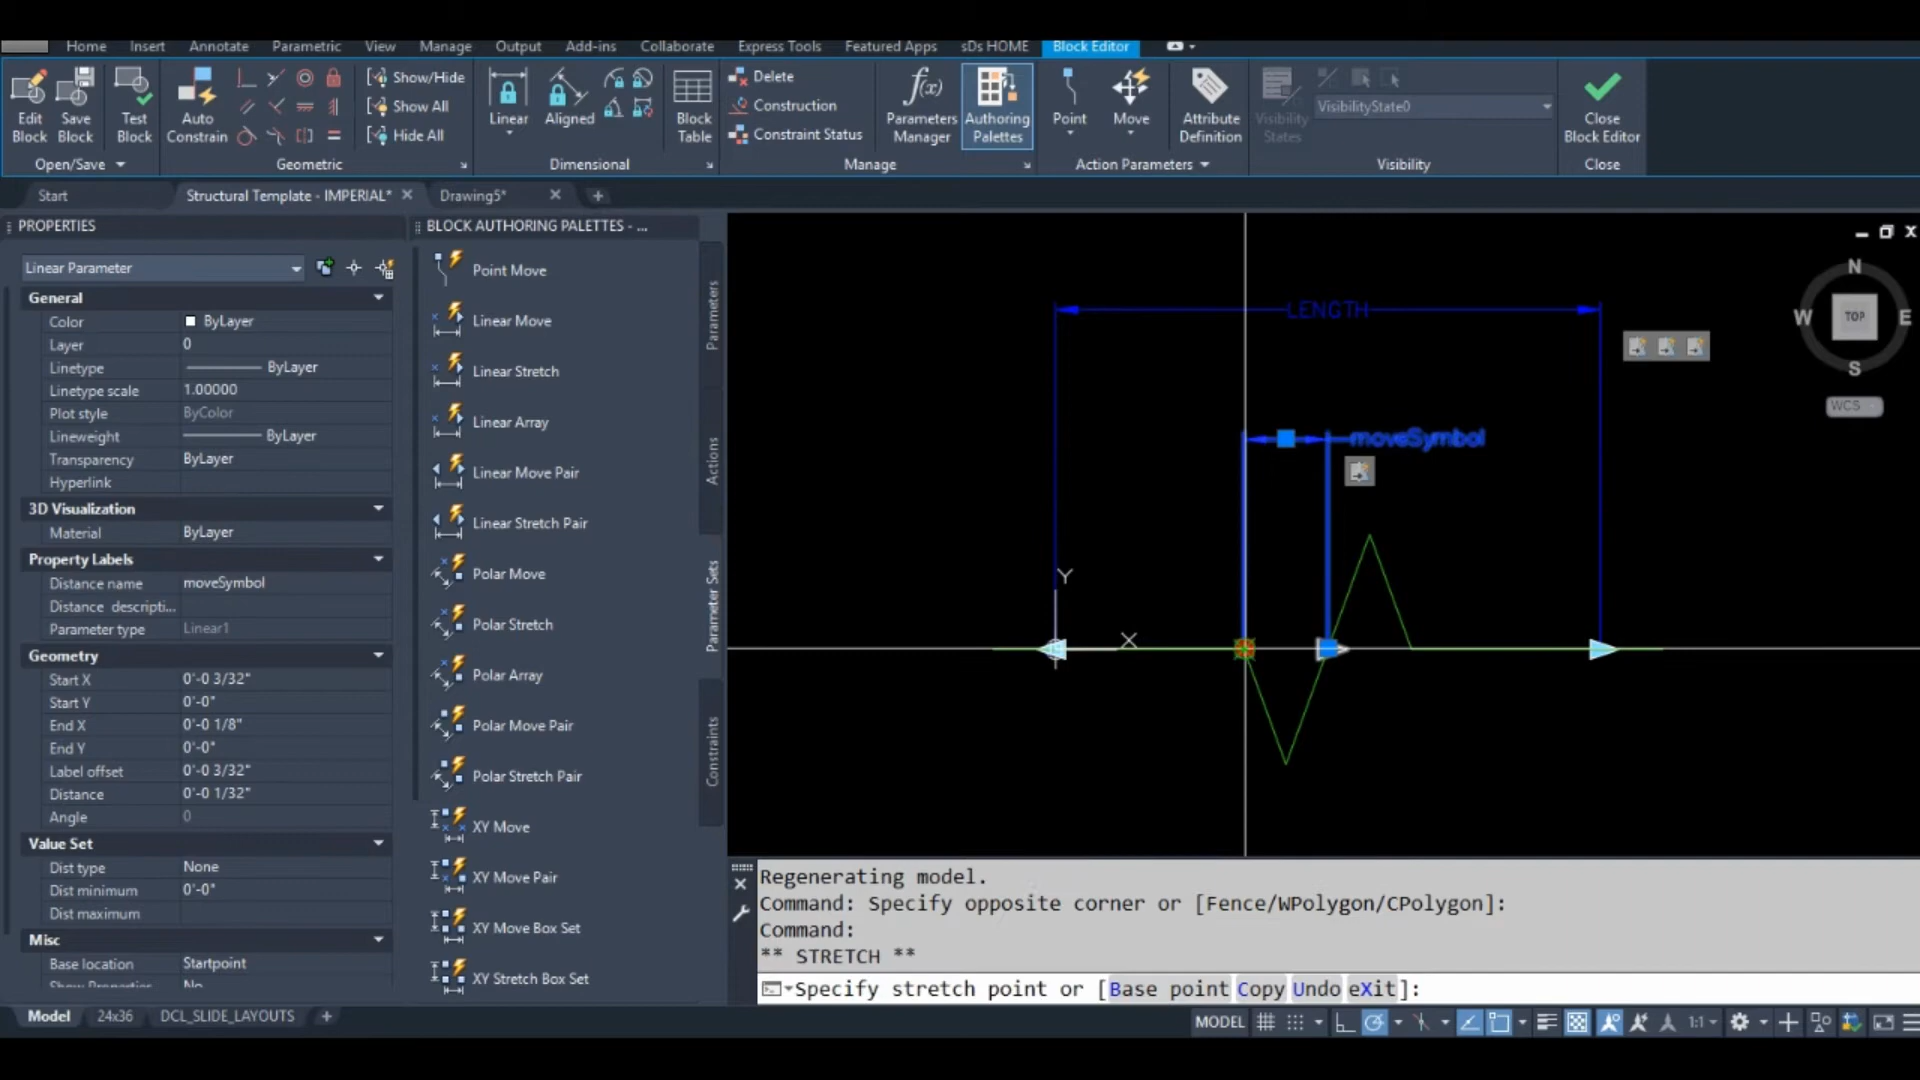 Home Insert Annotate Parametric View Manage Output Add-ins Collaborate Express Tools Featured Apps sDs HOME Block Editor
Edit Block
Save Block
Test Block
Auto Constrain
Show/Hide
Show All
Hide All
Linear
Aligned
Block Table
Delete
Construction
Constraint Status
Parameters Manager
Authoring Palettes
Point
Move
Attribute Definition
Visibility States
VisibilityState0
Close Block Editor
Open/Save Geometric Dimensional Manage Action Parameters Visibility Close
Start Structural Template - IMPERIAL* Drawing5*
PROPERTIES
Linear Parameter
General
Color ByLayer
Layer 0
Linetype ByLayer
Linetype scale 1.00000
Plot style ByColor
Lineweight ByLayer
Transparency ByLayer
Hyperlink
3D Visualization
Material ByLayer
Property Labels
Distance name moveSymbol
Distance descripti...
Parameter type Linear1
Geometry
Start X 0'-0 3/32"
Start Y 0'-0"
End X 0'-0 1/8"
End Y 0'-0"
Label offset 0'-0 3/32"
Distance 0'-0 1/32"
Angle 0
Value Set
Dist type None
Dist minimum 0'-0"
Dist maximum
Misc
Base location Startpoint
Show Properties No
BLOCK AUTHORING PALETTES - ...
Point Move
Linear Move
Linear Stretch
Linear Array
Linear Move Pair
Linear Stretch Pair
Polar Move
Polar Stretch
Polar Array
Polar Move Pair
Polar Stretch Pair
XY Move
XY Move Pair
XY Move Box Set
XY Stretch Box Set
Parameters
Actions
Parameter Sets
Constraints
LENGTH
moveSymbol
Y
X
N
W TOP E
S
WCS
Regenerating model.
Command: Specify opposite corner or [Fence/WPolygon/CPolygon]:
Command:
** STRETCH **
Specify stretch point or [Base point Copy Undo eXit]:
Model 24x36 DCL_SLIDE_LAYOUTS
MODEL 1:1